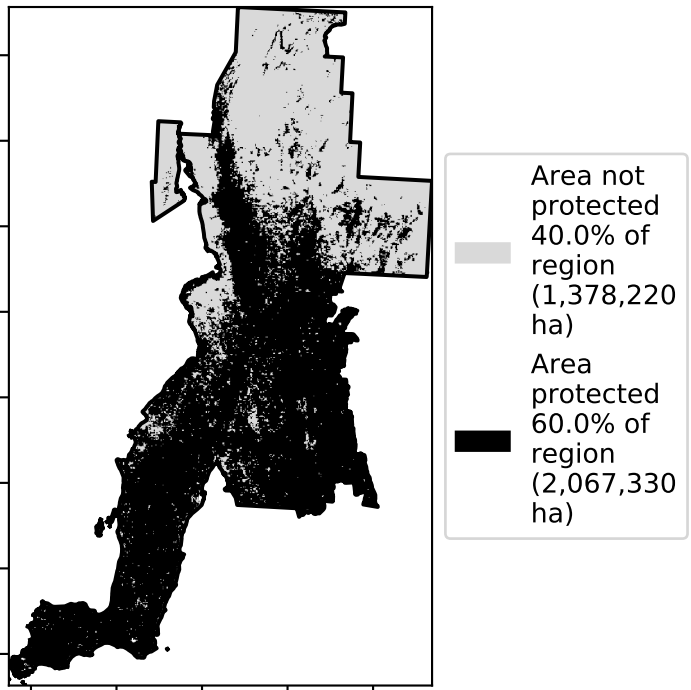 Area not
protected
40.0% of
region
(1,378,220
ha)
Area
protected
60.0% of
region
(2,067,330
ha)